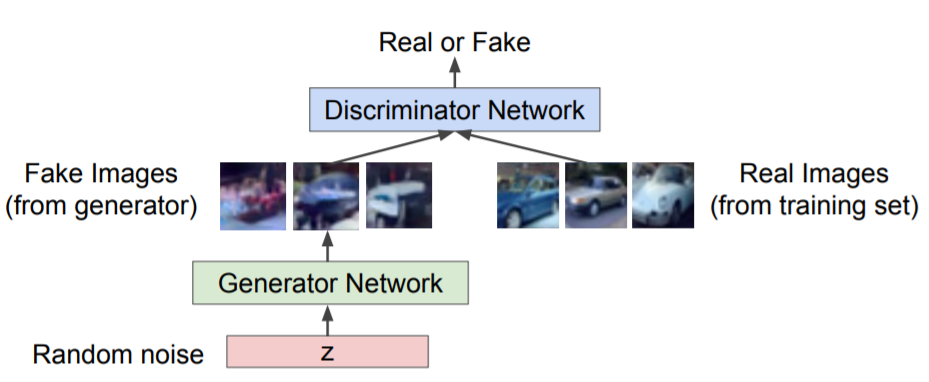 Real or Fake
Discriminator Network
Fake Images
(from generator)
Real Images
(from training set)
Generator Network
Random noise
z